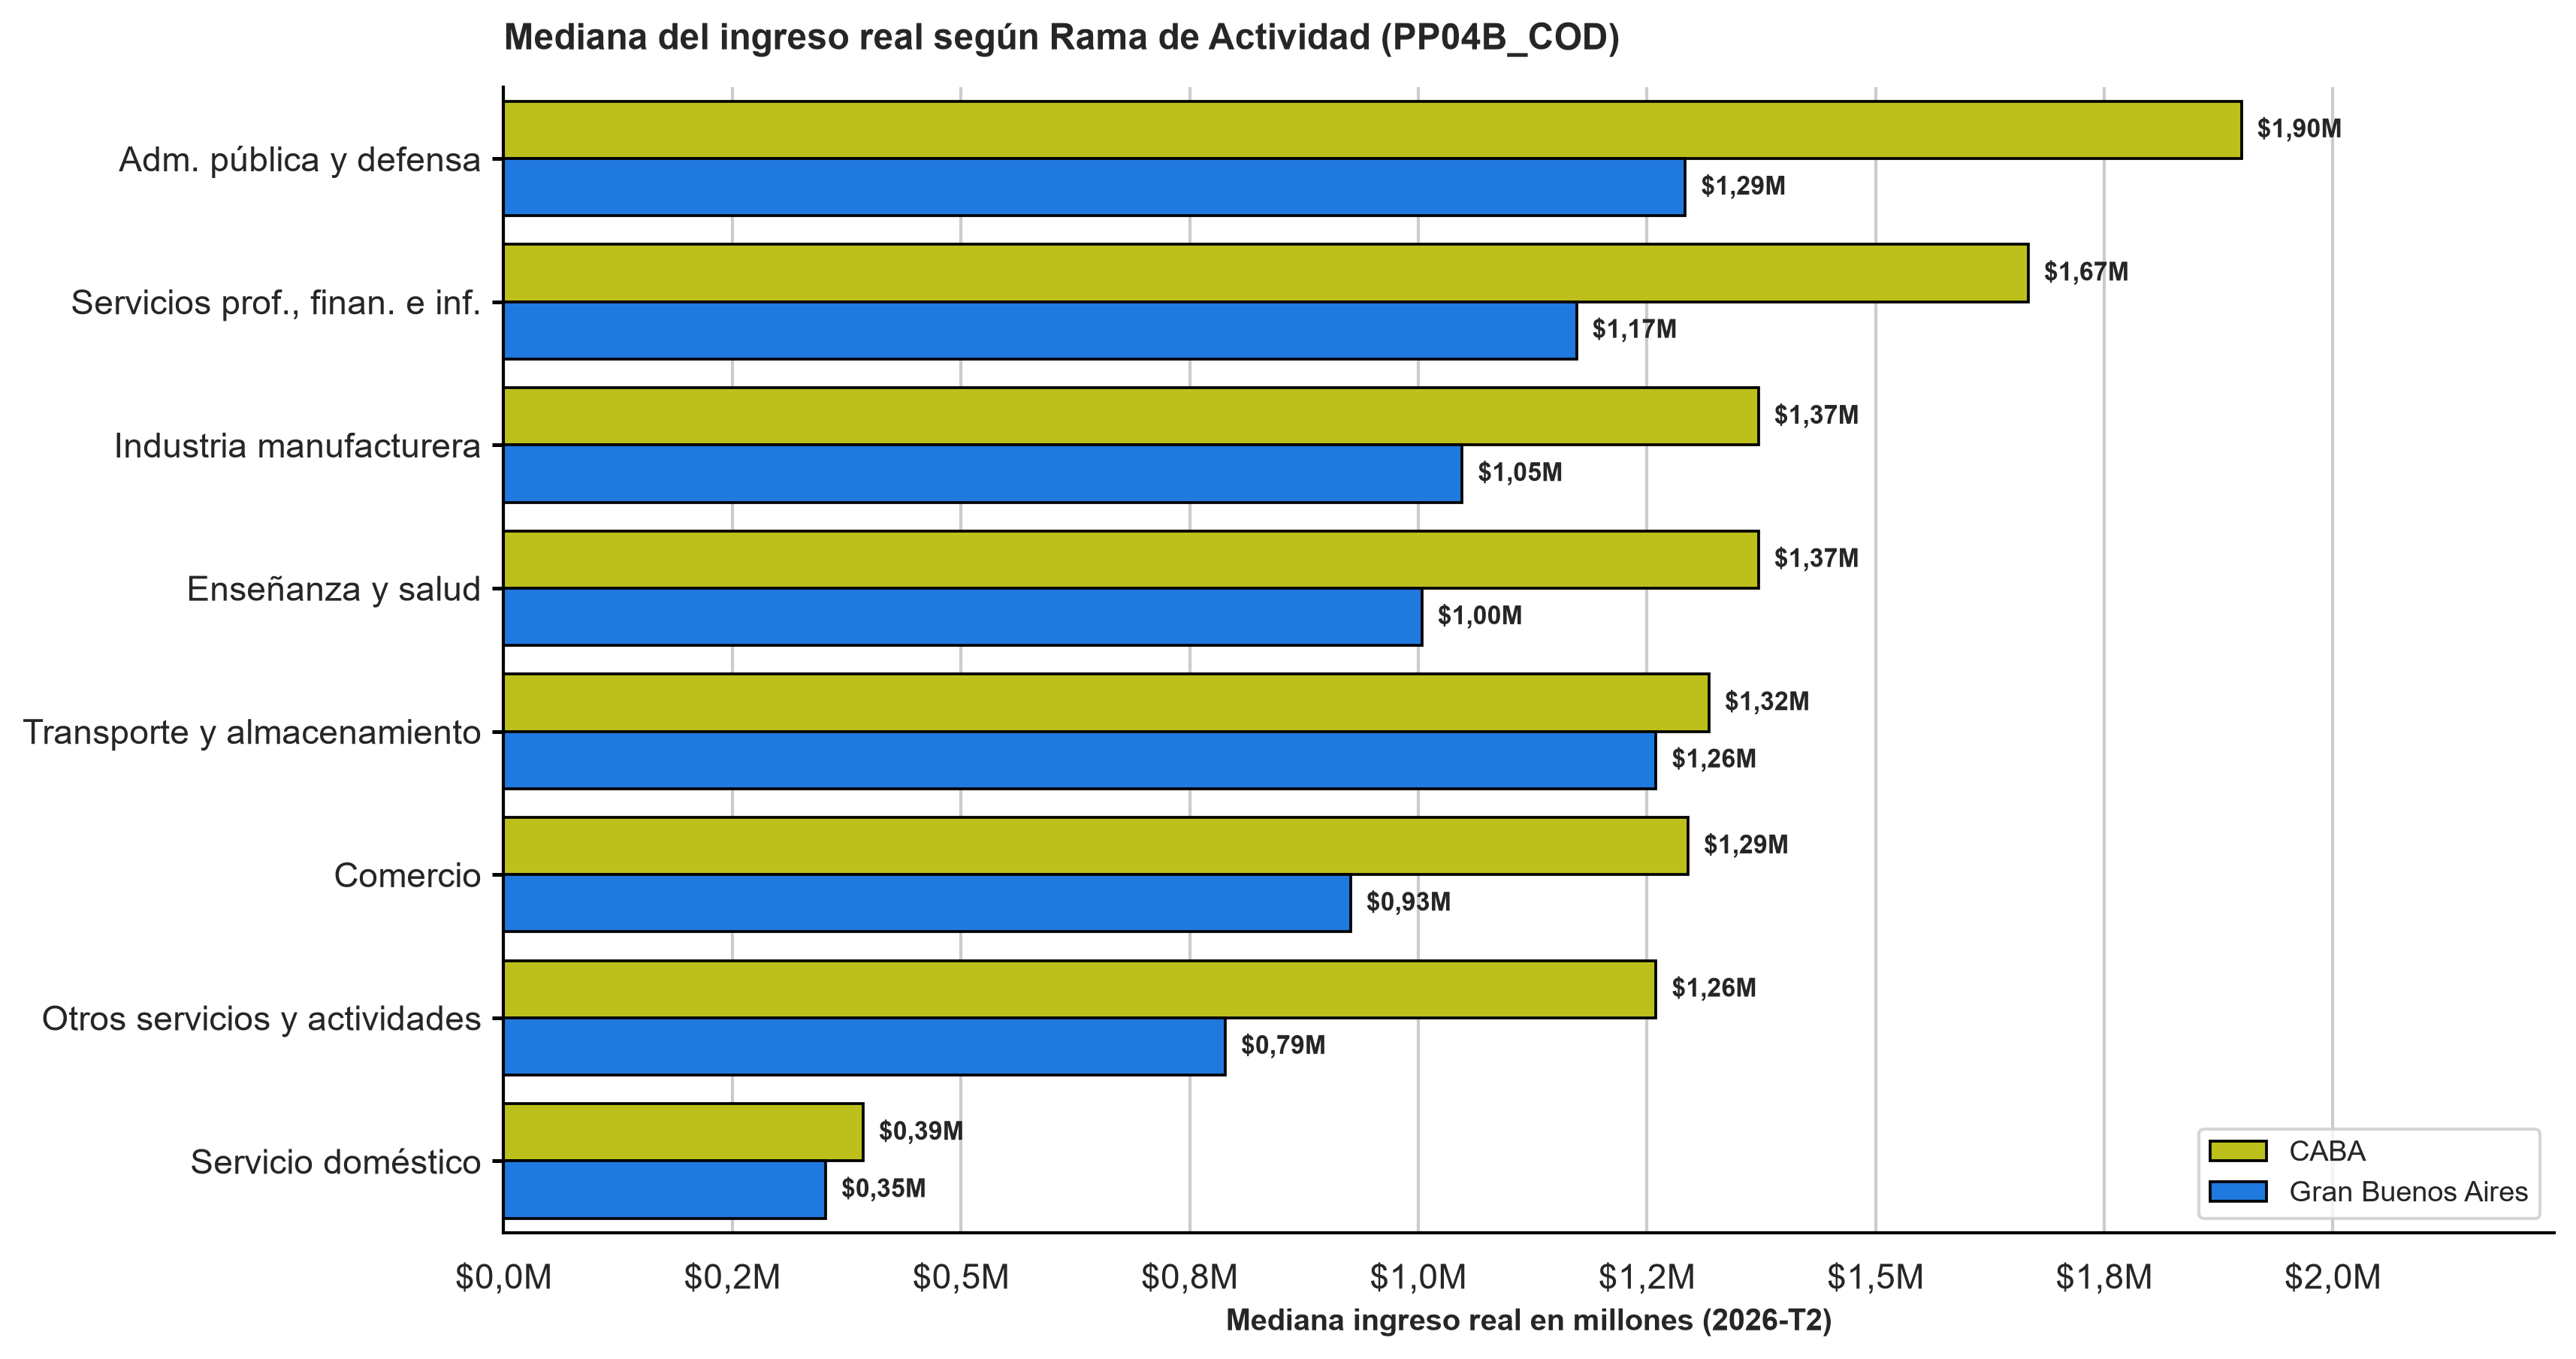 Mediana del ingreso real según Rama de Actividad (PP04B_COD)
Adm. pública y defensa
$1,90M
$1,29M
Servicios prof., finan. e inf.
$1,67M
$1,17M
Industria manufacturera
$1,37M
$1,05M
Enseñanza y salud
$1,37M
$1,00M
Transporte y almacenamiento
$1,32M
$1,26M
Comercio
$1,29M
$0,93M
Otros servicios y actividades
$1,26M
$0,79M
Servicio doméstico
$0,39M
$0,35M
CABA
Gran Buenos Aires
$0,0M $0,2M $0,5M $0,8M $1,0M $1,2M $1,5M $1,8M $2,0M
Mediana ingreso real en millones (2026-T2)